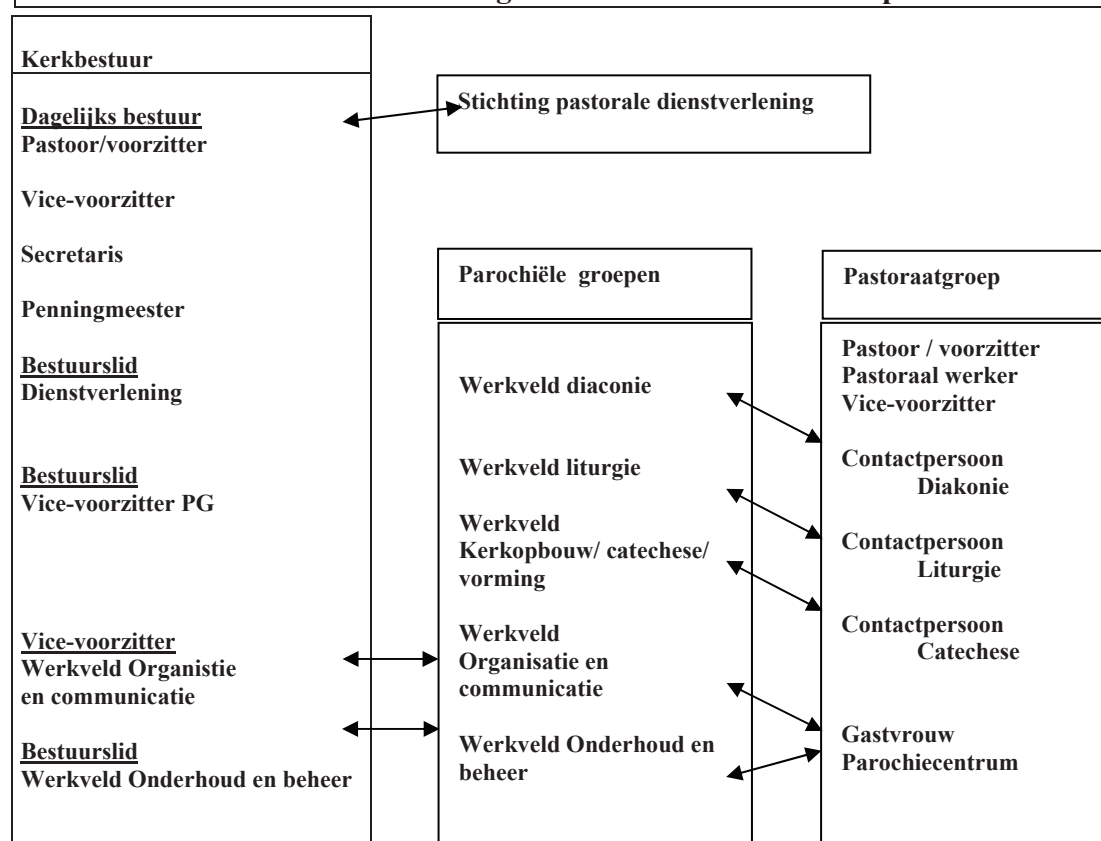 Kerkbestuur
Dagelijks bestuur
Pastoor/voorzitter
Vice-voorzitter
Secretaris
Penningmeester
Bestuurslid
Dienstverlening
Bestuurslid
Vice-voorzitter PG
Vice-voorzitter
Werkveld Organistie
en communicatie
Bestuurslid
Werkveld Onderhoud en beheer
Stichting pastorale dienstverlening
Parochiële groepen
Werkveld diaconie
Werkveld liturgie
Werkveld
Kerkopbouw/ catechese/
vorming
Werkveld
Organisatie en
communicatie
Werkveld Onderhoud en
beheer
Pastoraatgroep
Pastoor / voorzitter
Pastoraal werker
Vice-voorzitter
Contactpersoon
Diakonie
Contactpersoon
Liturgie
Contactpersoon
Catechese
Gastvrouw
Parochiecentrum